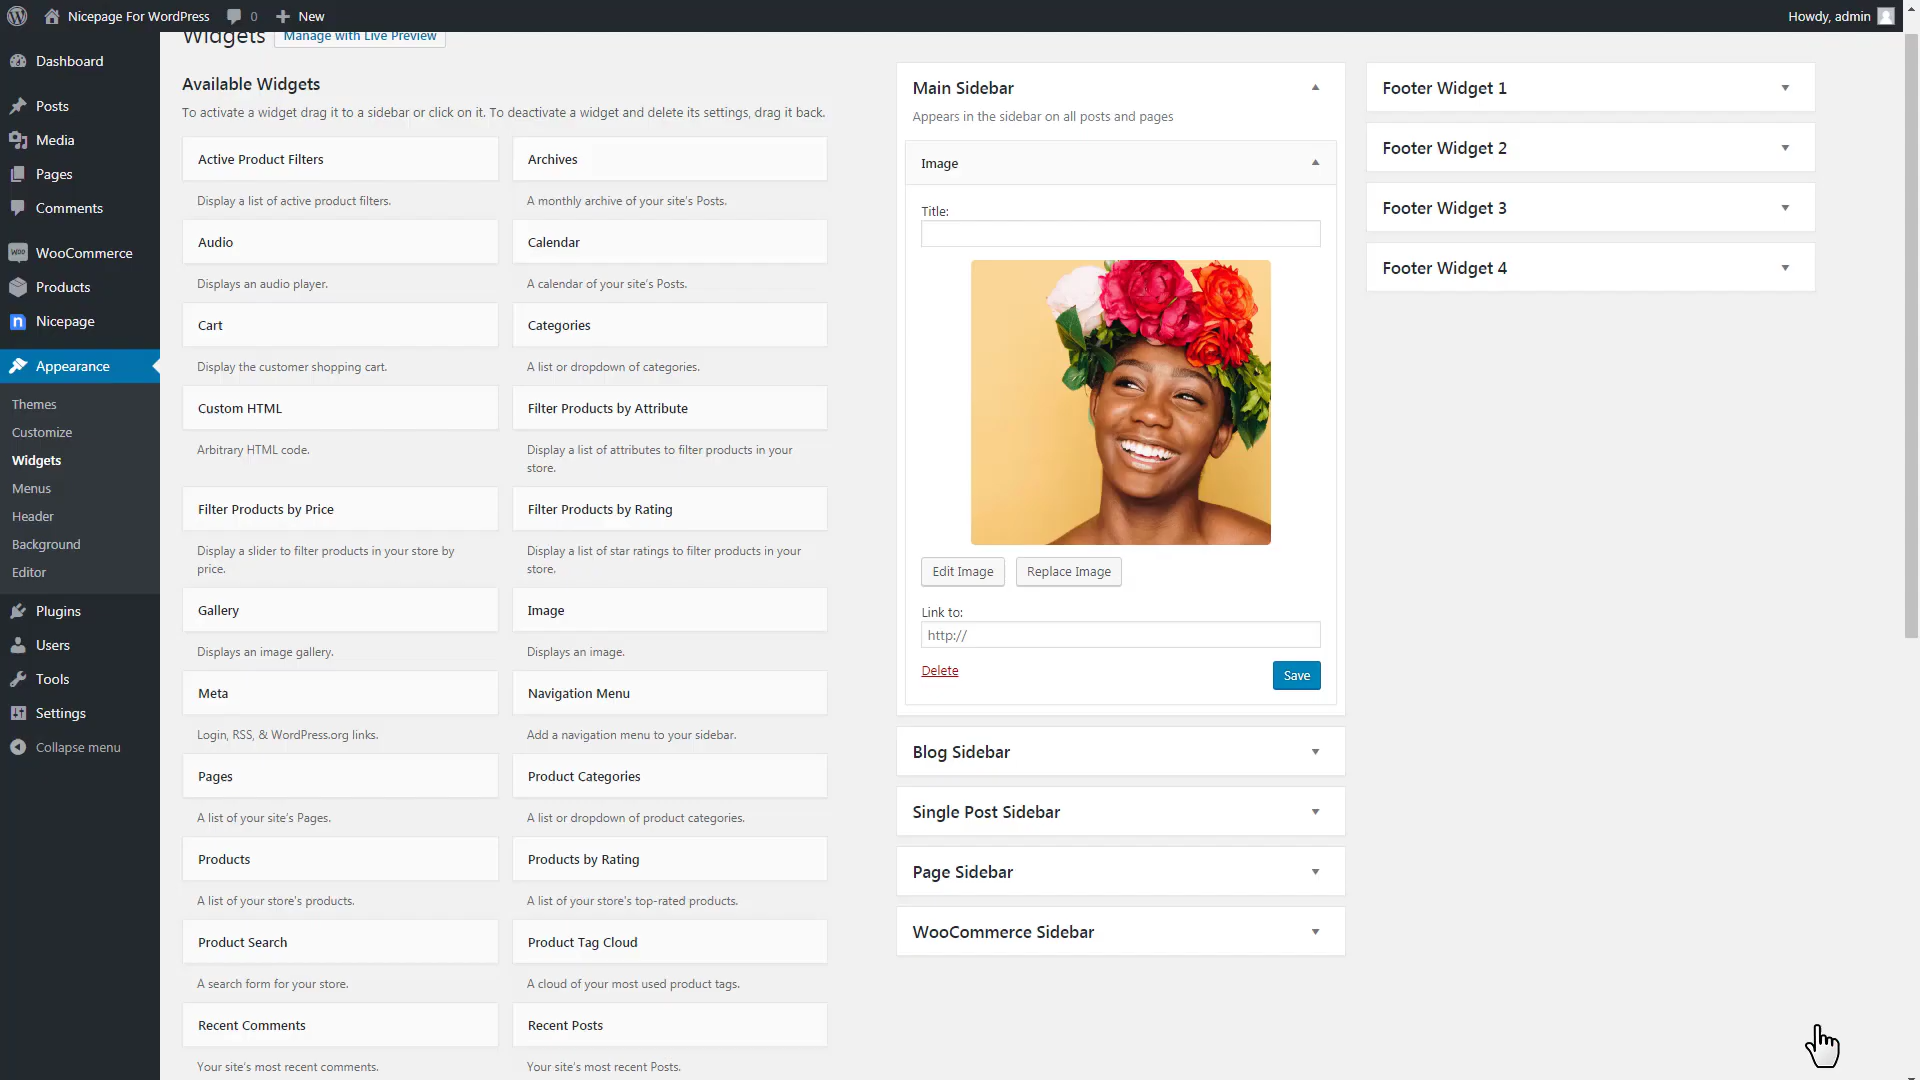 Nicepage For WordPress
0
New
Howdy, admin
Dashboard
Posts
Media
Pages
Comments
WooCommerce
Products
Nicepage
Appearance
Themes
Customize
Widgets
Menus
Header
Background
Editor
Plugins
Users
Tools
Settings
Collapse menu
Widgets
Manage with Live Preview
Available Widgets
To activate a widget drag it to a sidebar or click on it. To deactivate a widget and delete its settings, drag it back.
Active Product Filters
Display a list of active product filters.
Archives
A monthly archive of your site's Posts.
Audio
Displays an audio player.
Calendar
A calendar of your site's Posts.
Cart
Display the customer shopping cart.
Categories
A list or dropdown of categories.
Custom HTML
Arbitrary HTML code.
Filter Products by Attribute
Display a list of attributes to filter products in your
store.
Filter Products by Price
Display a slider to filter products in your store by
price.
Filter Products by Rating
Display a list of star ratings to filter products in your
store.
Gallery
Displays an image gallery.
Image
Displays an image.
Meta
Login, RSS, & WordPress.org links.
Navigation Menu
Add a navigation menu to your sidebar.
Pages
A list of your site's Pages.
Product Categories
A list or dropdown of product categories.
Products
A list of your store's products.
Products by Rating
A list of your store's top-rated products.
Product Search
A search form for your store.
Product Tag Cloud
A cloud of your most used product tags.
Recent Comments
Your site's most recent comments.
Recent Posts
Your site's most recent Posts.
Main Sidebar
Appears in the sidebar on all posts and pages
Image
Title:
Edit Image
Replace Image
Link to:
http://
Delete
Save
Blog Sidebar
Single Post Sidebar
Page Sidebar
WooCommerce Sidebar
Footer Widget 1
Footer Widget 2
Footer Widget 3
Footer Widget 4